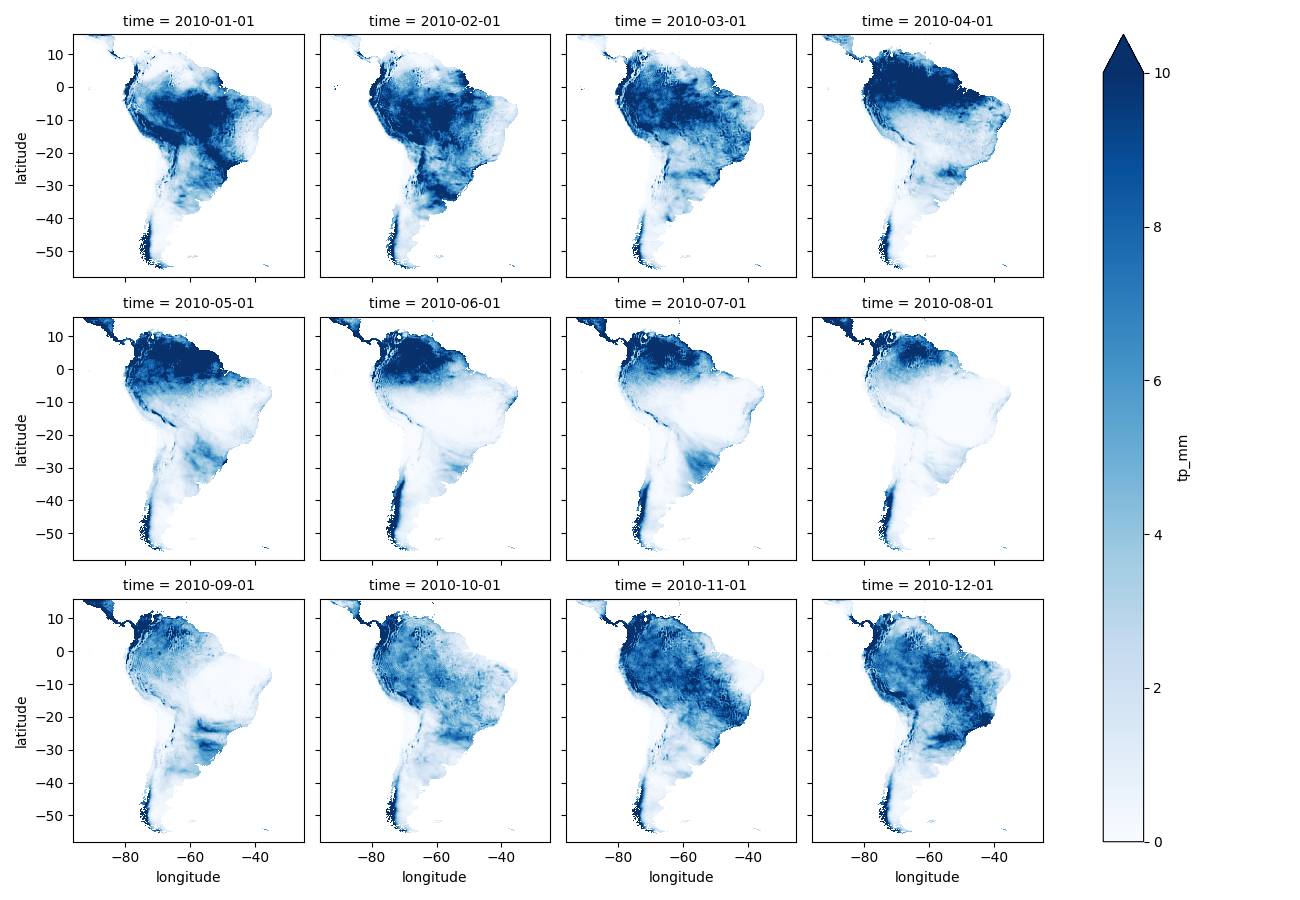 time = 2010-01-01
time = 2010-02-01
time = 2010-03-01
time = 2010-04-01
latitude
10
0
−10
−20
−30
−40
−50
time = 2010-05-01
time = 2010-06-01
time = 2010-07-01
time = 2010-08-01
latitude
10
0
−10
−20
−30
−40
−50
time = 2010-09-01
time = 2010-10-01
time = 2010-11-01
time = 2010-12-01
latitude
10
0
−10
−20
−30
−40
−50
−80 −60 −40
−80 −60 −40
−80 −60 −40
−80 −60 −40
longitude
longitude
longitude
longitude
10
8
6
4
2
0
tp_mm